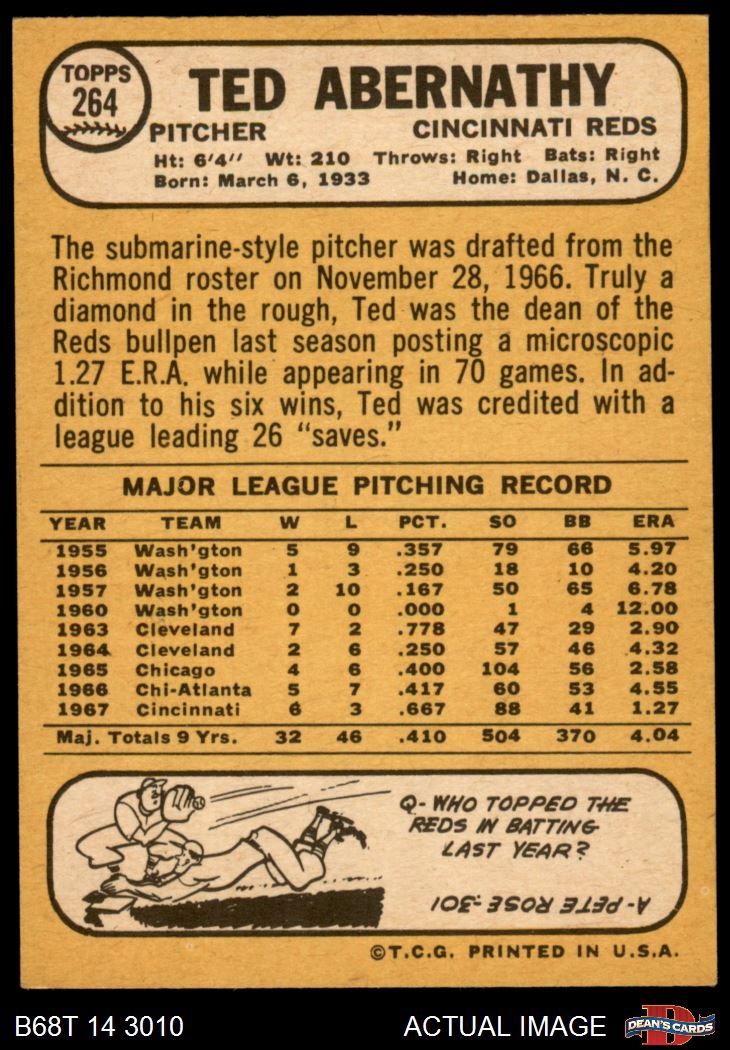 TOPPS
264
TED ABERNATHY
PITCHER CINCINNATI REDS
Ht: 6'4" Wt: 210 Throws: Right Bats: Right
Born: March 6, 1933 Home: Dallas, N. C.
The submarine-style pitcher was drafted from the
Richmond roster on November 28, 1966. Truly a
diamond in the rough, Ted was the dean of the
Reds bullpen last season posting a microscopic
1.27 E.R.A. while appearing in 70 games. In ad-
dition to his six wins, Ted was credited with a
league leading 26 "saves."
MAJOR LEAGUE PITCHING RECORD
YEAR TEAM W L PCT. SO BB ERA
1955 Wash'gton 5 9 .357 79 66 5.97
1956 Wash'gton 1 3 .250 18 10 4.20
1957 Wash'gton 2 10 .167 50 65 6.78
1960 Wash'gton 0 0 .000 1 4 12.00
1963 Cleveland 7 2 .778 47 29 2.90
1964 Cleveland 2 6 .250 57 46 4.32
1965 Chicago 4 6 .400 104 56 2.58
1966 Chi-Atlanta 5 7 .417 60 53 4.55
1967 Cincinnati 6 3 .667 88 41 1.27
Maj. Totals 9 Yrs. 32 46 .410 504 370 4.04
Q- WHO TOPPED THE
REDS IN BATTING
LAST YEAR?
A- PETE ROSE .301
©T.C.G. PRINTED IN U.S.A.
B68T 14 3010 ACTUAL IMAGE D DEAN'S CARDS